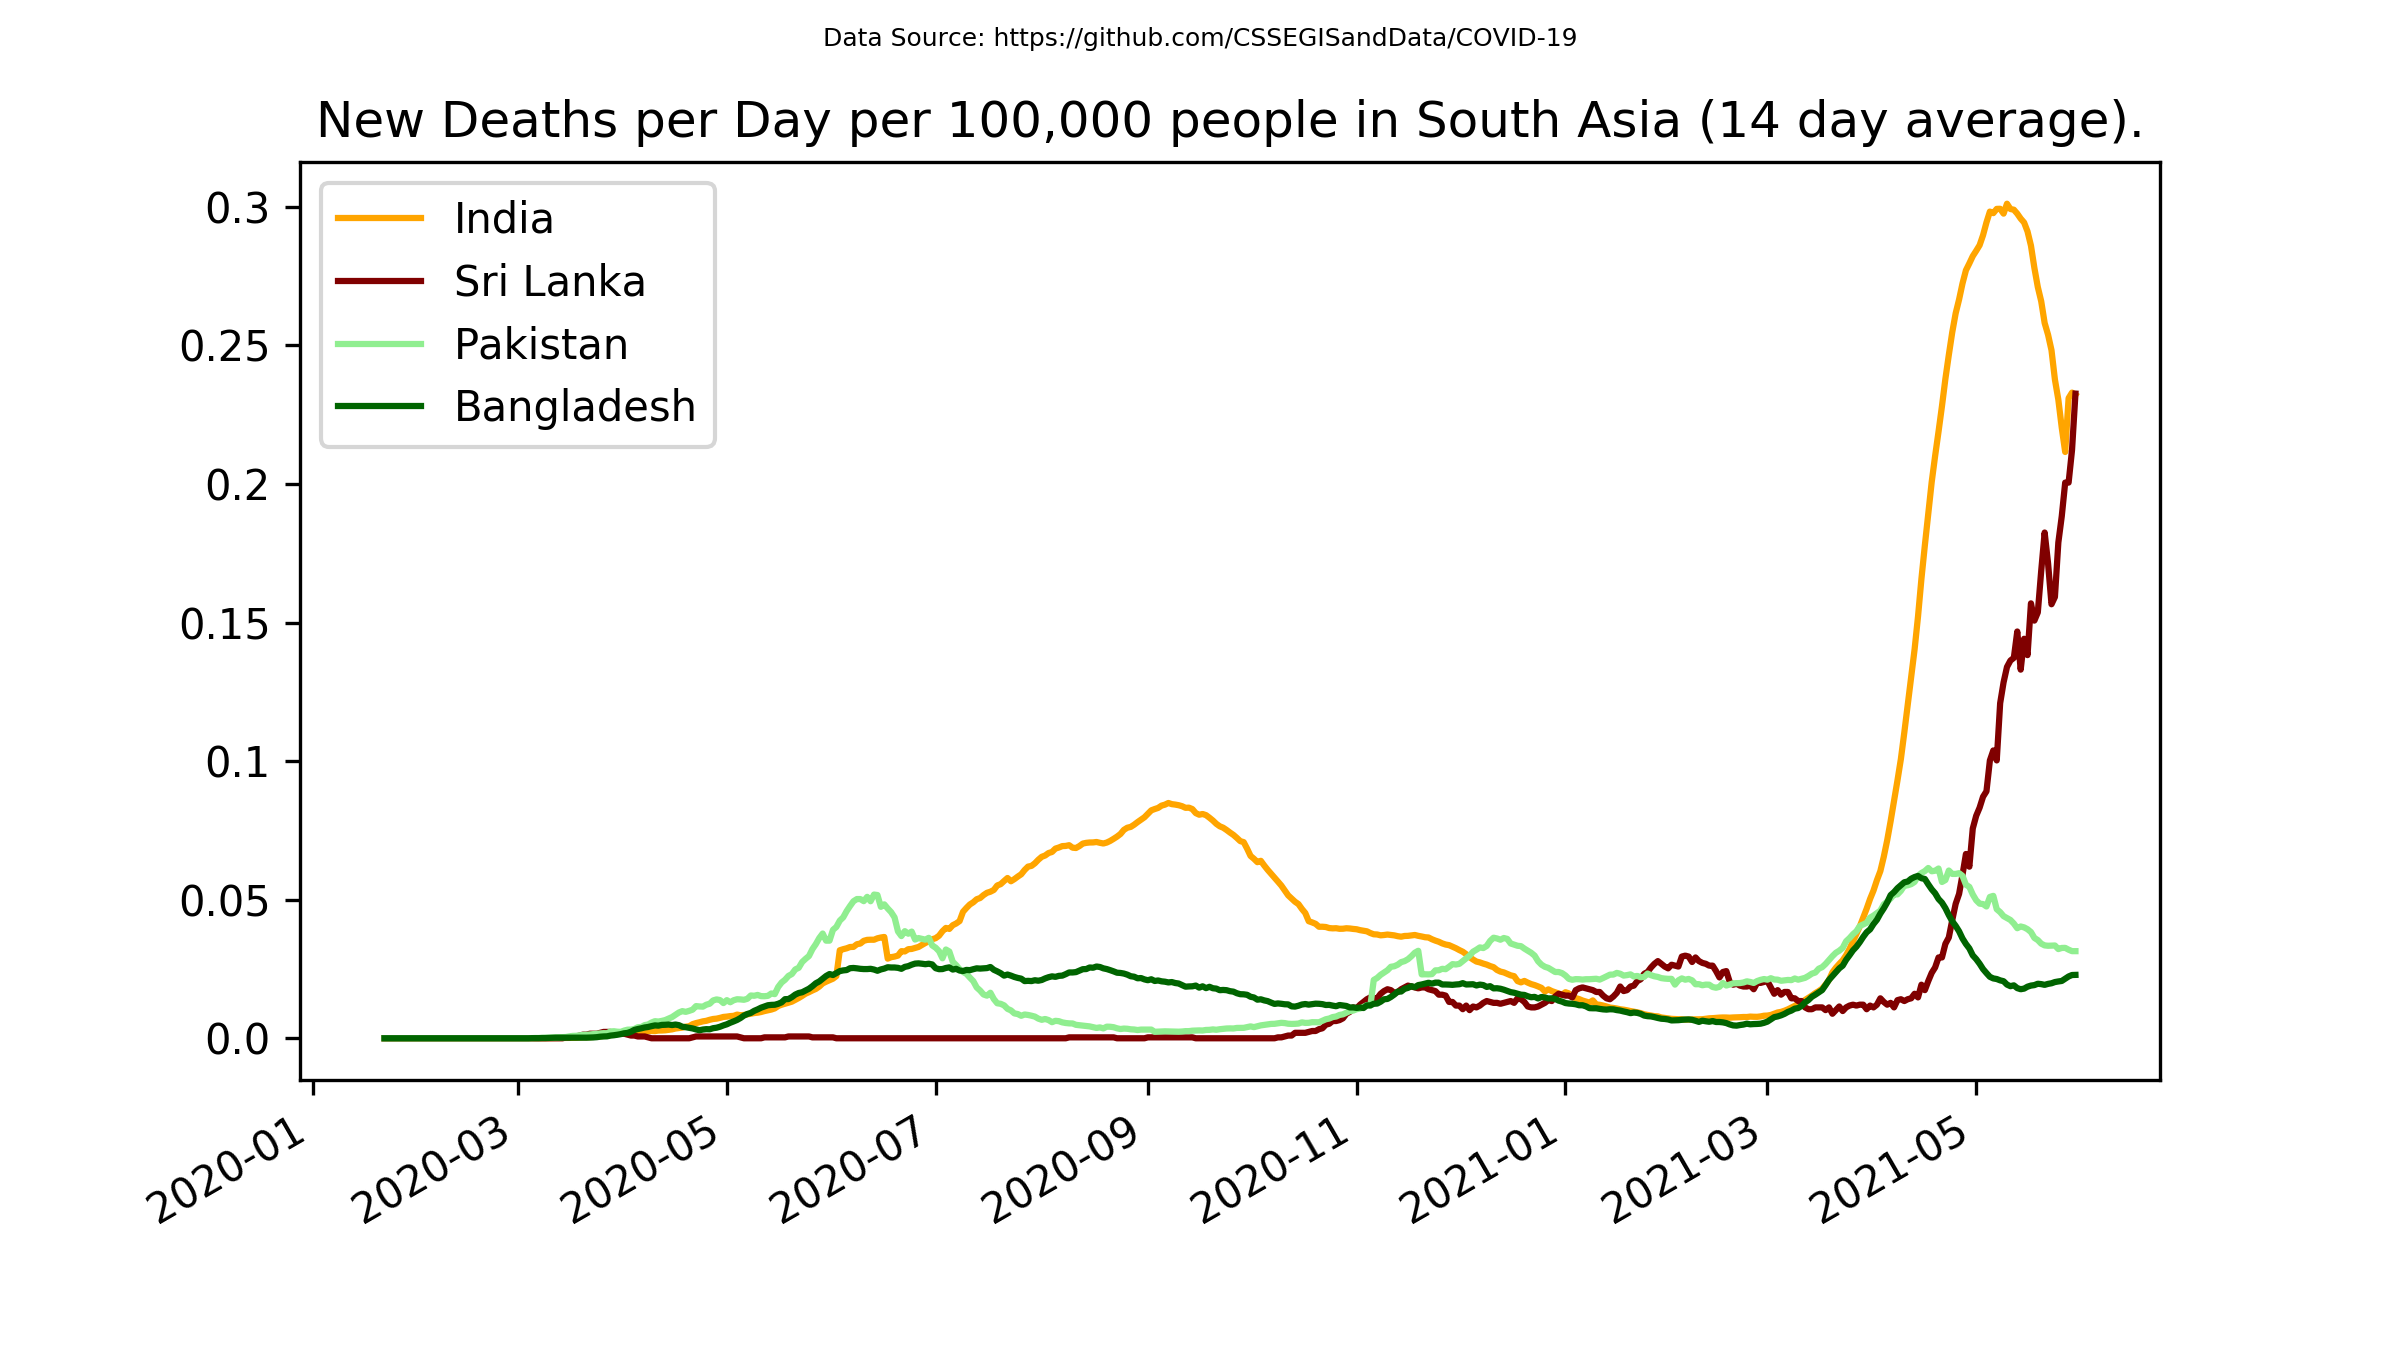 Data Source: https://github.com/CSSEGISandData/COVID-19
New Deaths per Day per 100,000 people in South Asia (14 day average).
India
Sri Lanka
Pakistan
Bangladesh
0.3
0.25
0.2
0.15
0.1
0.05
0.0
2020-01
2020-03
2020-05
2020-07
2020-09
2020-11
2021-01
2021-03
2021-05